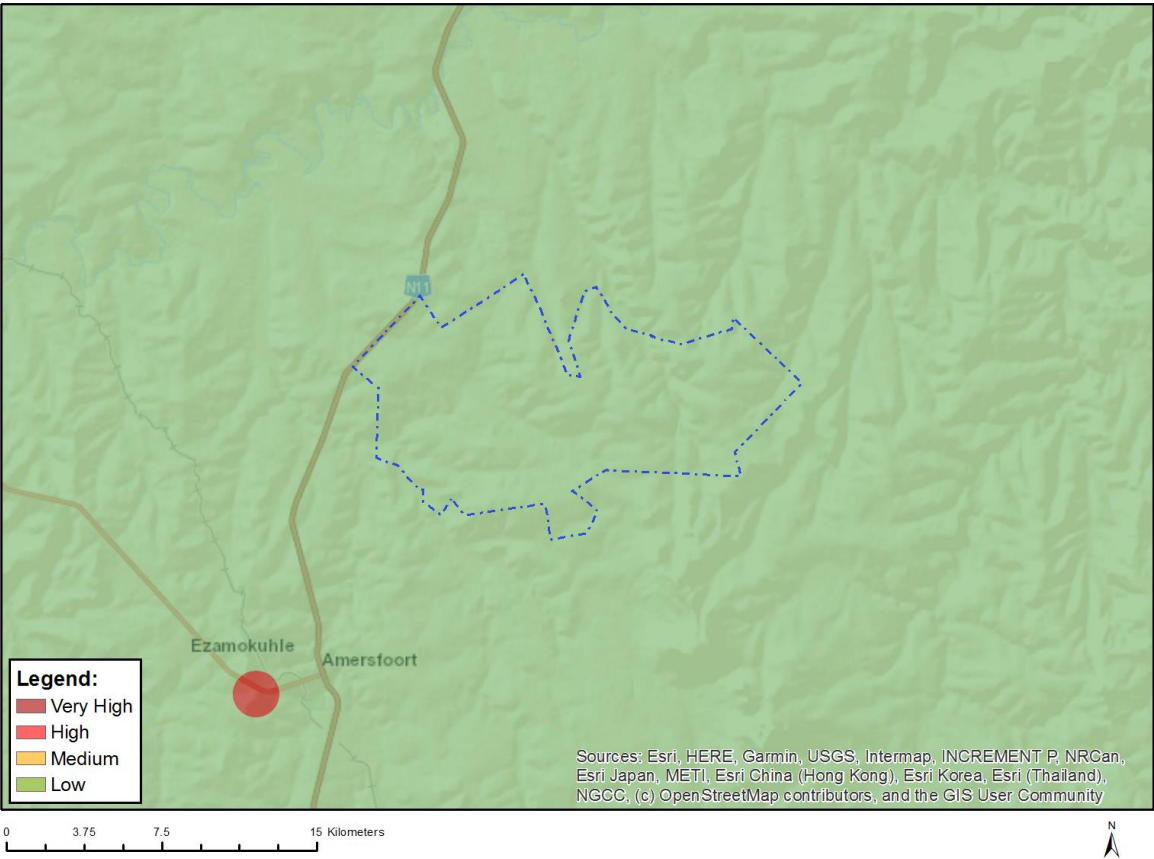 N11
Ezamokuhle
Amersfoort
Legend:
Very High
High
Medium
Low
Sources: Esri, HERE, Garmin, USGS, Intermap, INCREMENT P, NRCan,
Esri Japan, METI, Esri China (Hong Kong), Esri Korea, Esri (Thailand),
NGCC, (c) OpenStreetMap contributors, and the GIS User Community
0 3.75 7.5 15 Kilometers
N